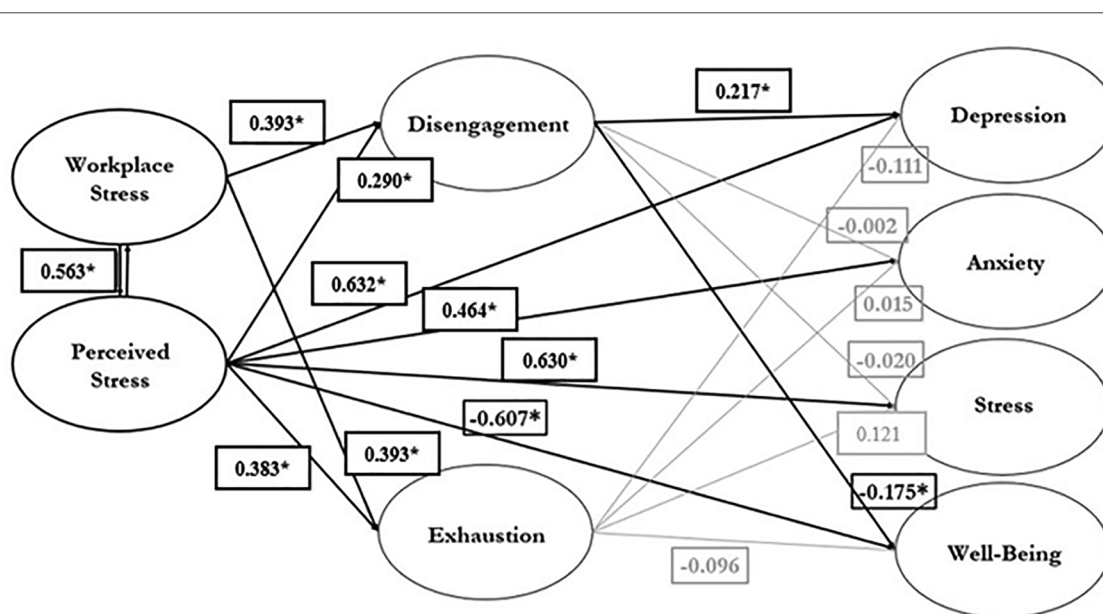 0.217*
Depression
0.393*
Disengagement
Workplace
Stress
-0.111
0.290*
-0.002
0.563*
Anxiety
0.632*
0.464*
0.015
Perceived
Stress
0.630*
-0.020
Stress
-0.607*
0.121
0.393*
0.383*
-0.175*
Exhaustion
Well-Being
-0.096